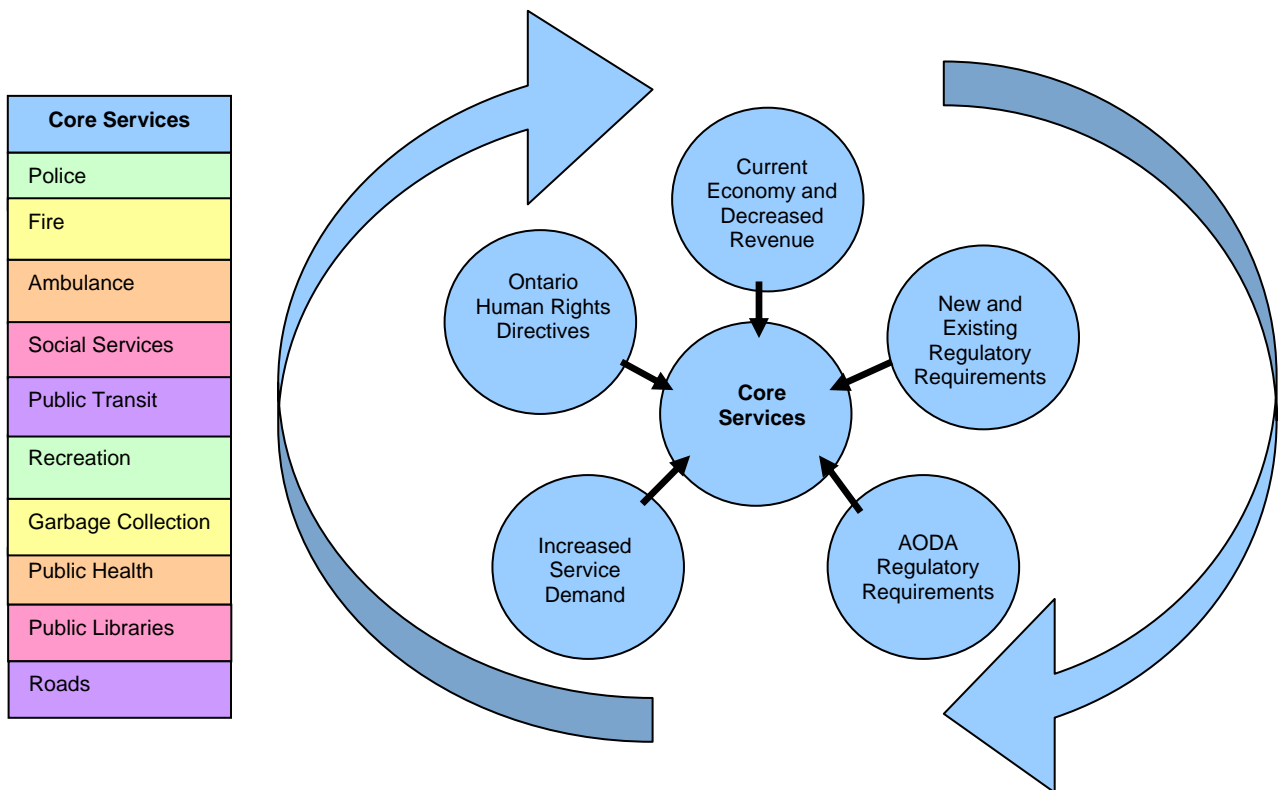 Core Services
Police
Fire
Ambulance
Social Services
Public Transit
Recreation
Garbage Collection
Public Health
Public Libraries
Roads
Current
Economy and
Decreased
Revenue
Ontario
Human Rights
Directives
New and
Existing
Regulatory
Requirements
Core
Services
Increased
Service
Demand
AODA
Regulatory
Requirements